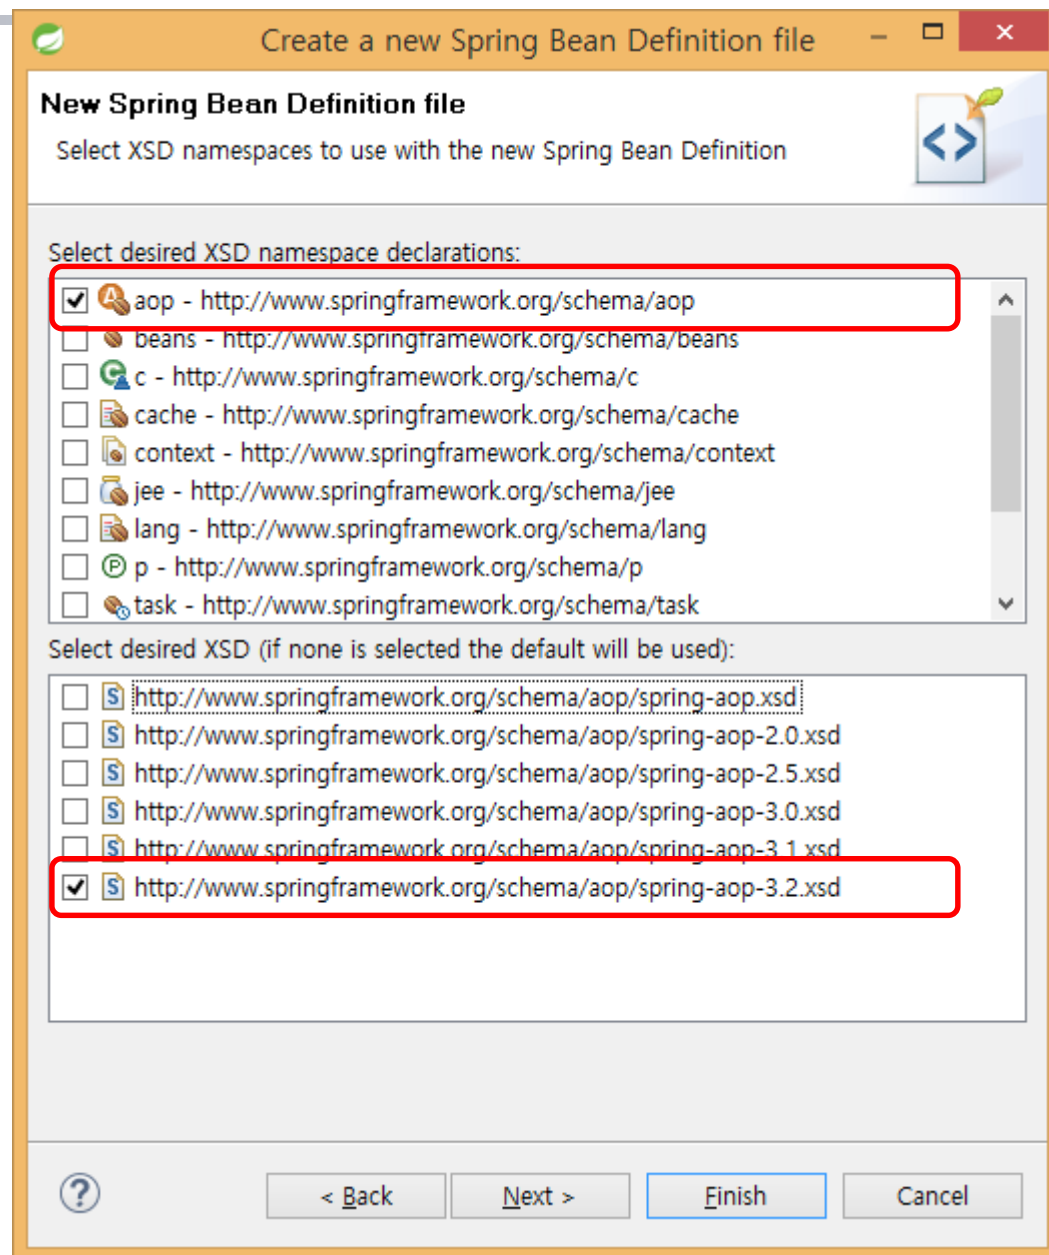 Create a new Spring Bean Definition file
New Spring Bean Definition file
Select XSD namespaces to use with the new Spring Bean Definition
Select desired XSD namespace declarations:
aop - http://www.springframework.org/schema/aop
beans - http://www.springframework.org/schema/beans
c - http://www.springframework.org/schema/c
cache - http://www.springframework.org/schema/cache
context - http://www.springframework.org/schema/context
jee - http://www.springframework.org/schema/jee
lang - http://www.springframework.org/schema/lang
p - http://www.springframework.org/schema/p
task - http://www.springframework.org/schema/task
Select desired XSD (if none is selected the default will be used):
http://www.springframework.org/schema/aop/spring-aop.xsd
http://www.springframework.org/schema/aop/spring-aop-2.0.xsd
http://www.springframework.org/schema/aop/spring-aop-2.5.xsd
http://www.springframework.org/schema/aop/spring-aop-3.0.xsd
http://www.springframework.org/schema/aop/spring-aop-3.1.xsd
http://www.springframework.org/schema/aop/spring-aop-3.2.xsd
< Back Next > Finish Cancel